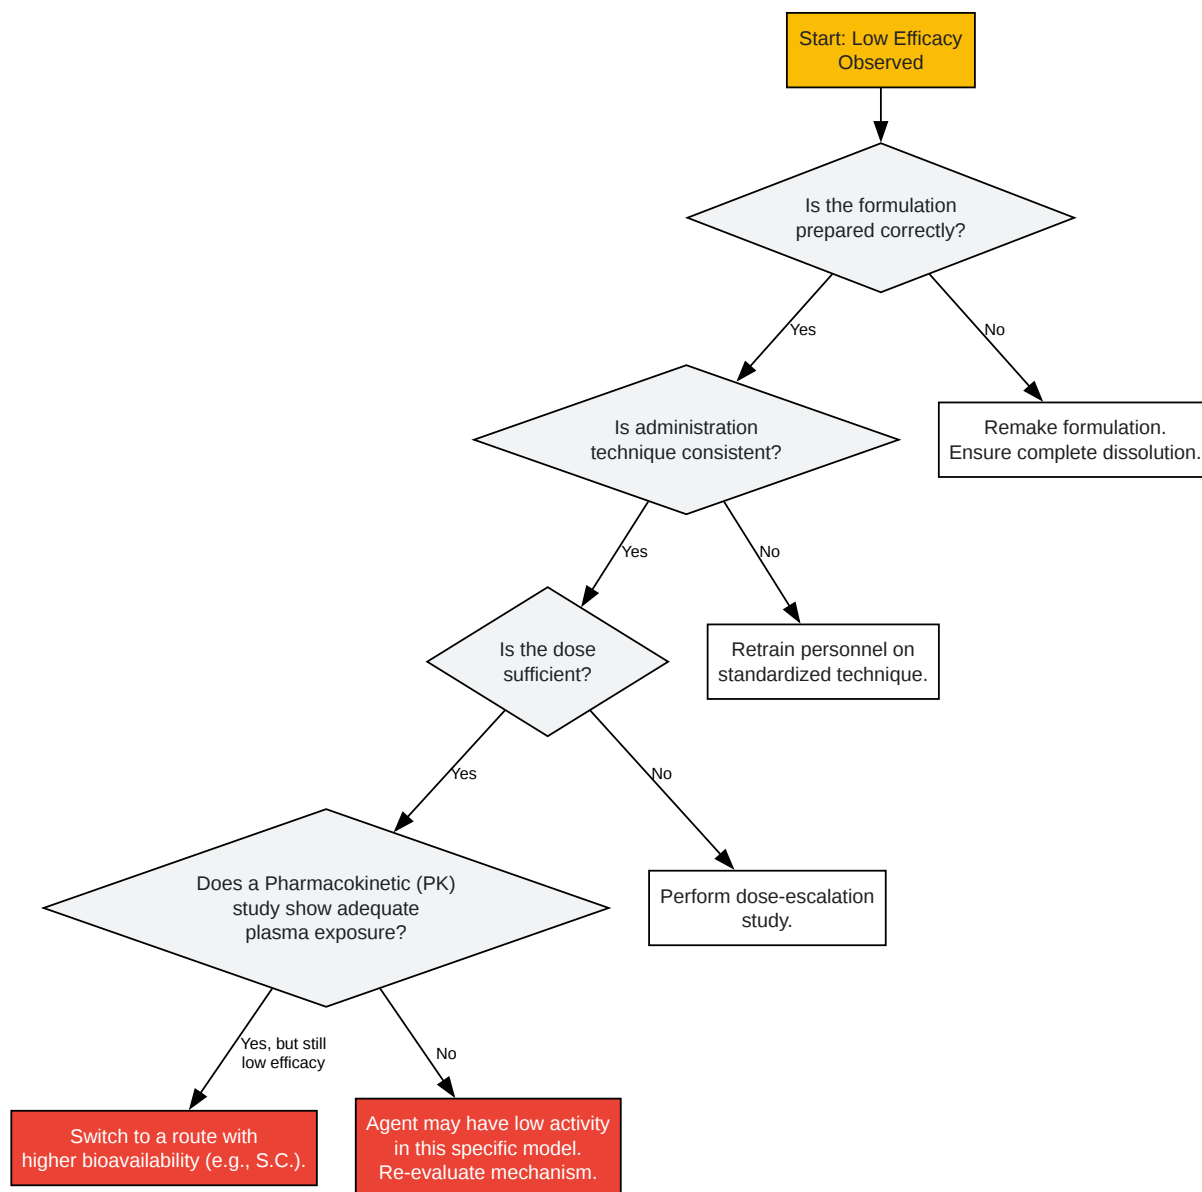 Start: Low Efficacy
Observed
Is the formulation
prepared correctly?
Yes
No
Is administration
technique consistent?
Remake formulation.
Ensure complete dissolution.
Yes
No
Is the dose
sufficient?
Retrain personnel on
standardized technique.
Yes
No
Does a Pharmacokinetic (PK)
study show adequate
plasma exposure?
Perform dose-escalation
study.
Yes, but still
low efficacy
No
Switch to a route with
higher bioavailability (e.g., S.C.).
Agent may have low activity
in this specific model.
Re-evaluate mechanism.